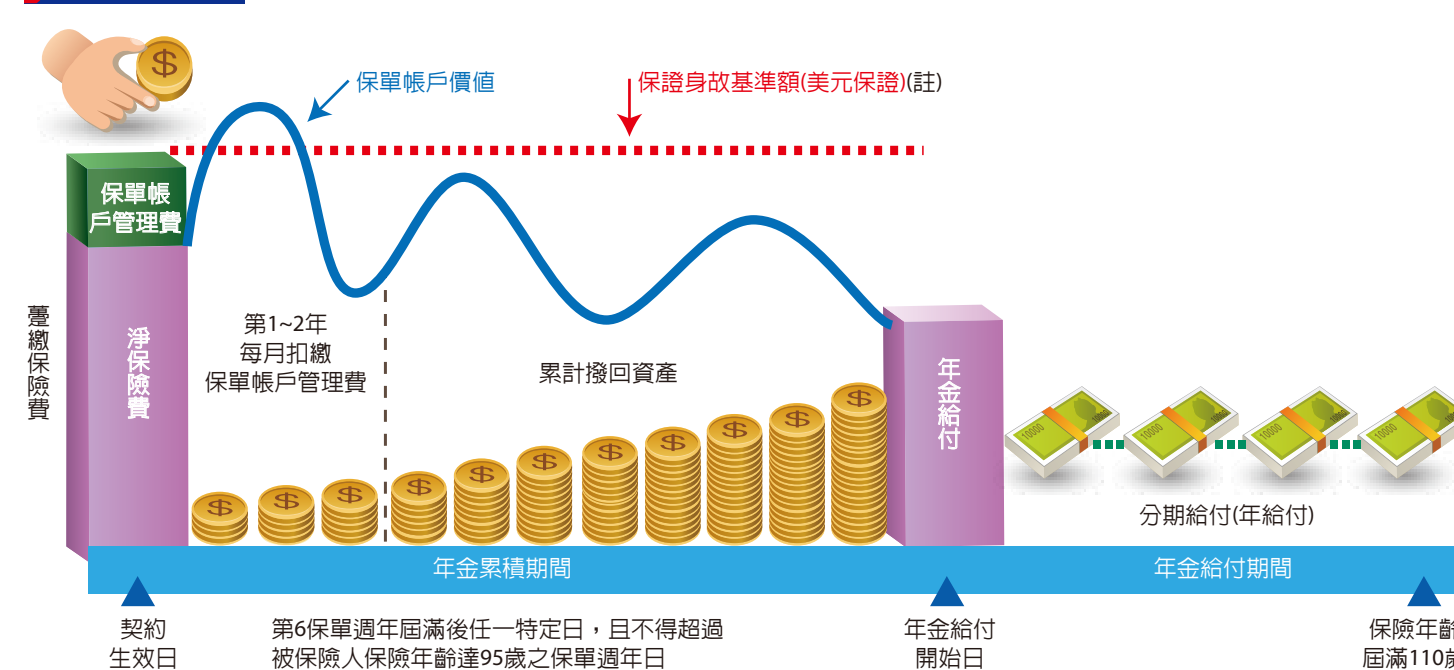 保單帳戶價值
保證身故基準額(美元保證)(註)
保單帳
戶管理費
躉繳保險費
淨保險費
第1~2年
每月扣繳
保單帳戶管理費
累計撥回資產
年金給付
分期給付(年給付)
年金累積期間
年金給付期間
契約
生效日
第6保單週年屆滿後任一特定日，且不得超過
被保險人保險年齡達95歲之保單週年日
年金給付
開始日
保險年齡
屆滿110歲
$
$
$
$
$
$
$
$
$
$
$
$
10000
10000
10000
10000